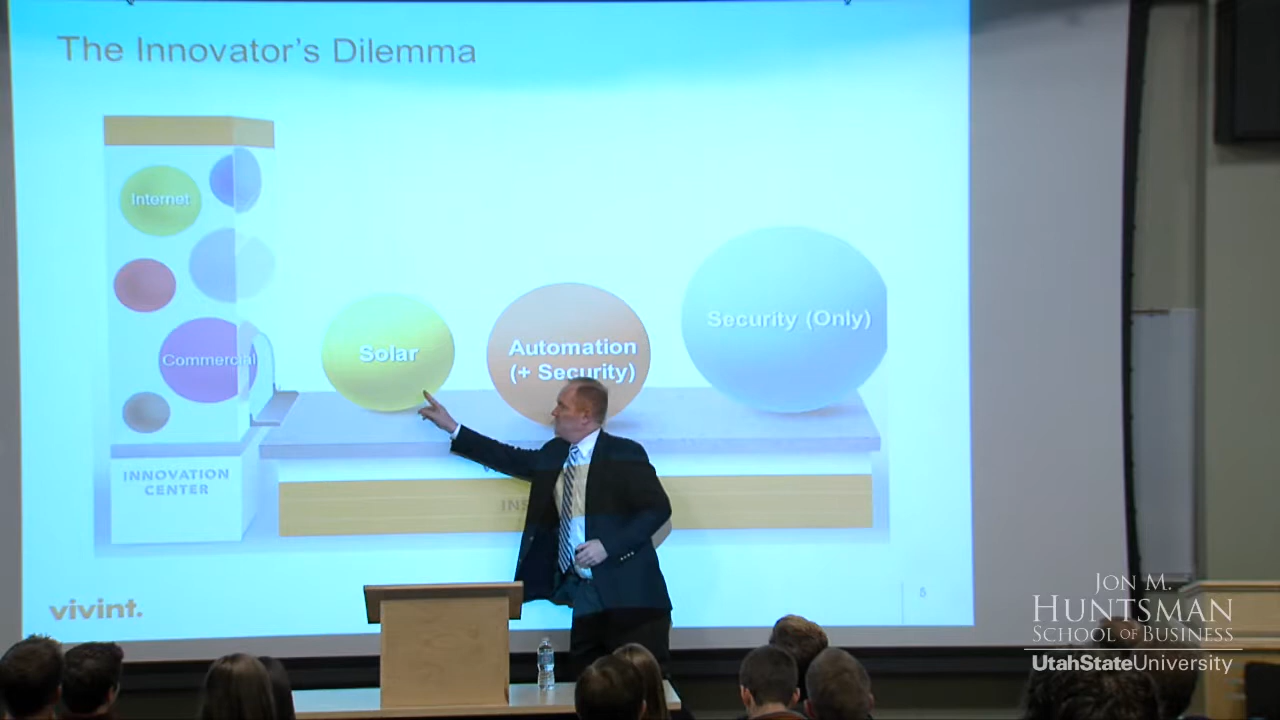 The Innovator's Dilemma
Internet
Commercial
Solar
Automation
(+ Security)
Security (Only)
INNOVATION
CENTER
vivint.
JON M.
HUNTSMAN
SCHOOL OF BUSINESS
UtahStateUniversity